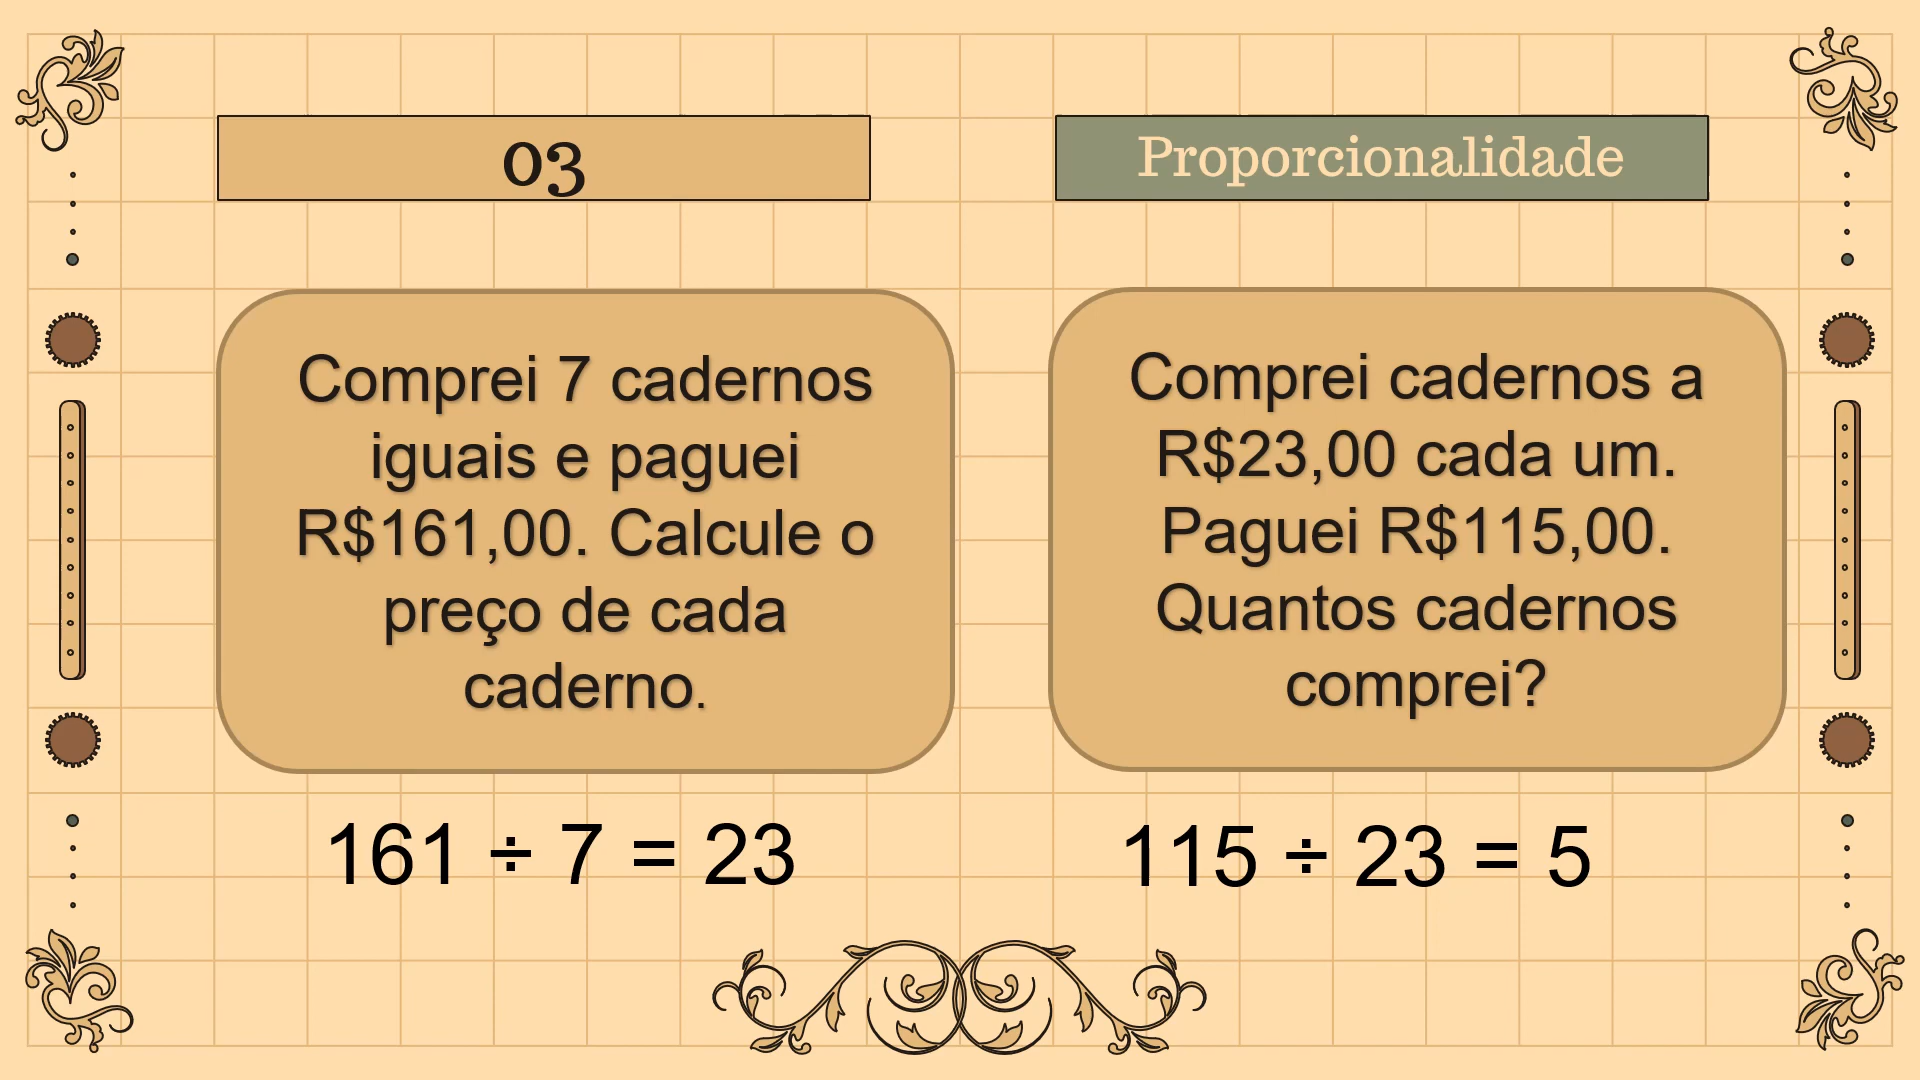 03
Proporcionalidade
Comprei 7 cadernos
iguais e paguei
R$161,00. Calcule o
preço de cada
caderno.
Comprei cadernos a
R$23,00 cada um.
Paguei R$115,00.
Quantos cadernos
comprei?
161 ÷ 7 = 23
115 ÷ 23 = 5